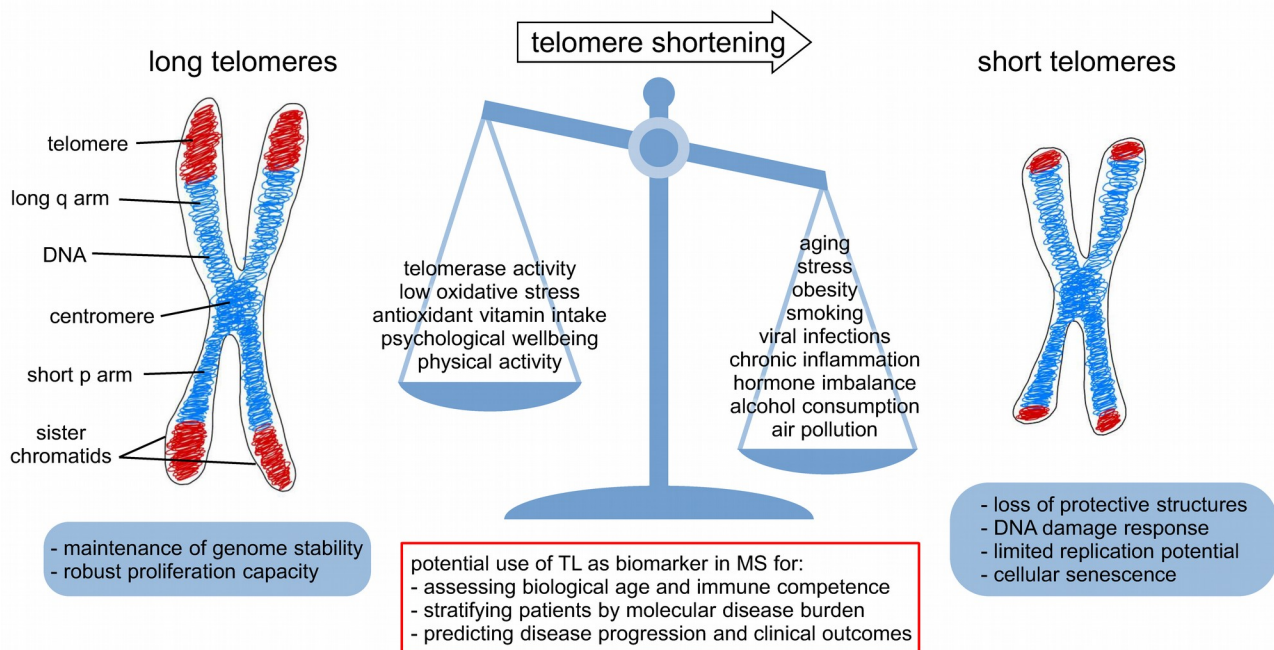 telomere shortening
long telomeres
short telomeres
telomere
long q arm
DNA
centromere
short p arm
sister
chromatids
telomerase activity
low oxidative stress
antioxidant vitamin intake
psychological wellbeing
physical activity
aging
stress
obesity
smoking
viral infections
chronic inflammation
hormone imbalance
alcohol consumption
air pollution
- maintenance of genome stability
- robust proliferation capacity
potential use of TL as biomarker in MS for:
- assessing biological age and immune competence
- stratifying patients by molecular disease burden
- predicting disease progression and clinical outcomes
- loss of protective structures
- DNA damage response
- limited replication potential
- cellular senescence